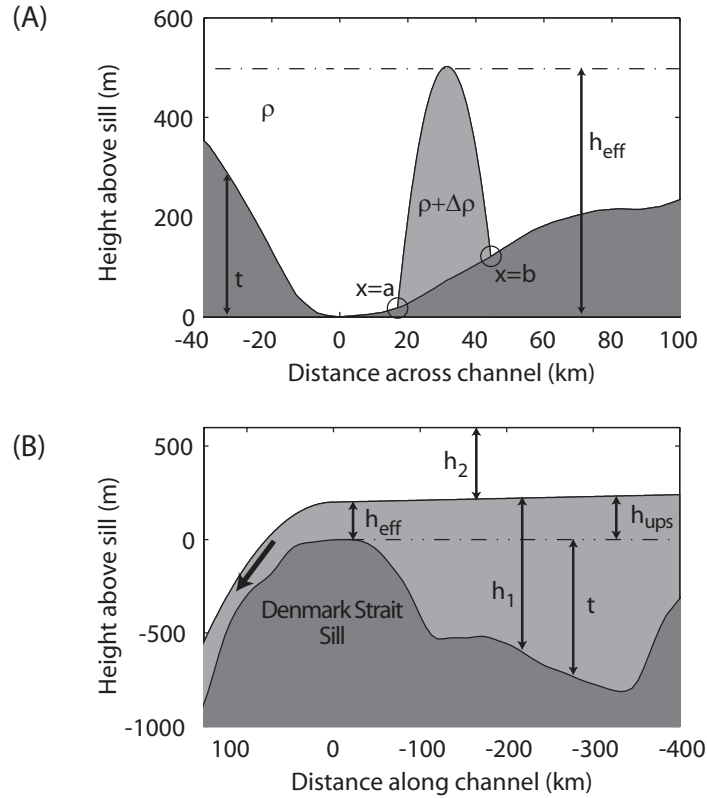 (A)
600
400
200
0
Height above sill (m)
ρ
h_eff
ρ+Δρ
t
x=a
x=b
-40
-20
0
20
40
60
80
100
Distance across channel (km)
(B)
500
0
-500
-1000
Height above sill (m)
h₂
h_eff
h_ups
h₁
t
Denmark Strait
Sill
100
0
-100
-200
-300
-400
Distance along channel (km)